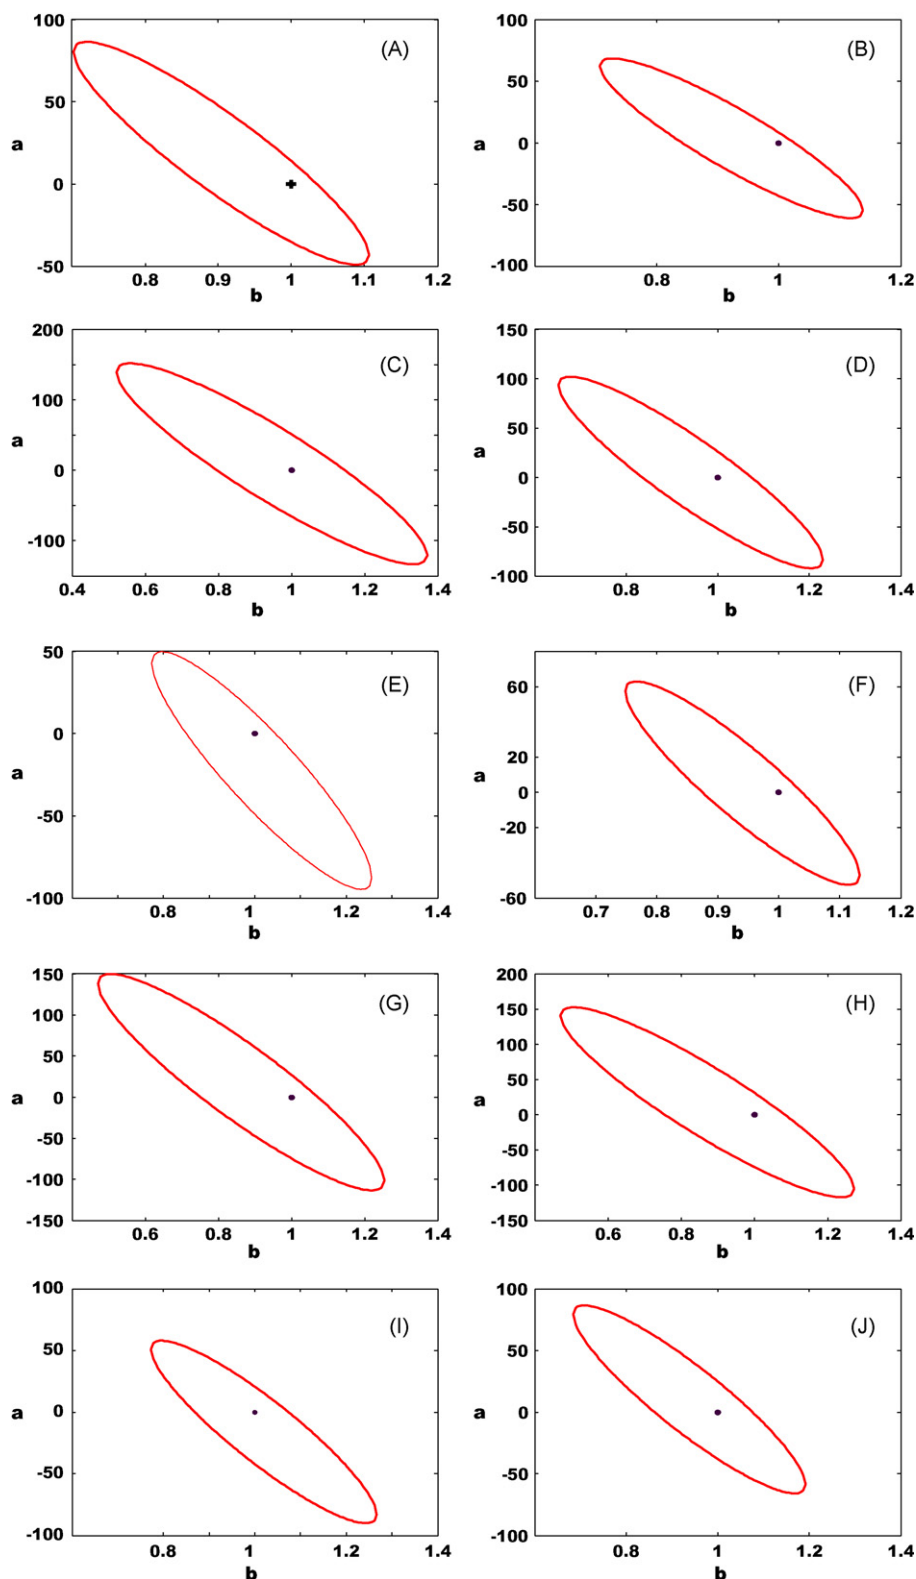 100
(A)
50
a
0
-50
0.8 0.9 1 1.1 1.2
b
100
(B)
50
a
0
-50
-100
0.8 1 1.2
b
200
(C)
100
a
0
-100
0.4 0.6 0.8 1 1.2 1.4
b
150
(D)
100
50
a
0
-50
-100
0.8 1 1.2 1.4
b
50
(E)
0
a
-50
-100
0.8 1 1.2 1.4
b
(F)
60
20
a
0
-20
-60
0.7 0.8 0.9 1 1.1 1.2
b
150
(G)
100
50
a
0
-50
-100
-150
0.6 0.8 1 1.2 1.4
b
200
(H)
150
100
50
a
0
-50
-100
-150
0.6 0.8 1 1.2 1.4
b
100
(I)
50
a
0
-50
-100
0.8 1 1.2 1.4
b
100
(J)
50
a
0
-50
-100
0.8 1 1.2 1.4
b